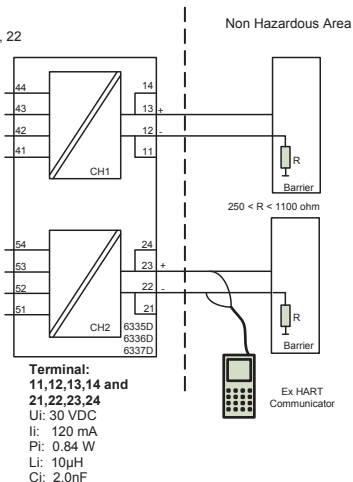 Non Hazardous Area
, 22
44
43
42
41
14
13 +
12 -
11
CH1
R
Barrier
250 < R < 1100 ohm
54
53
52
51
24
23 +
22 -
21
CH2
6335D
6336D
6337D
R
Barrier
Ex HART
Communicator
Terminal:
11,12,13,14 and
21,22,23,24
Ui: 30 VDC
Ii: 120 mA
Pi: 0.84 W
Li: 10µH
Ci: 2.0nF